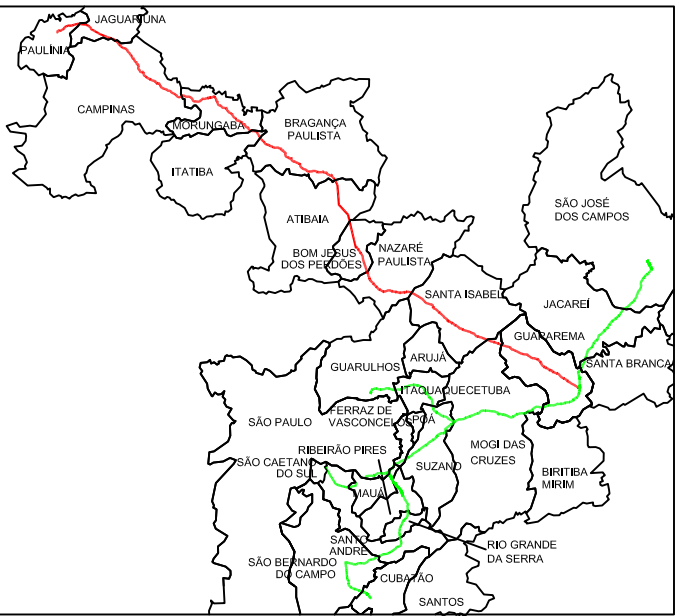 JAGUARIÚNA
PAULÍNIA
CAMPINAS
MORUNGABA
BRAGANÇA
PAULISTA
ITATIBA
ATIBAIA
SÃO JOSÉ
DOS CAMPOS
BOM JESUS
DOS PERDÕES
NAZARÉ
PAULISTA
SANTA ISABEL
JACAREÍ
GUARAREMA
ARUJÁ
GUARULHOS
SANTA BRANCA
ITAQUAQUECETUBA
FERRAZ DE
VASCONCELOS
POÁ
SÃO PAULO
RIBEIRÃO PIRES
MOGI DAS
CRUZES
SÃO CAETANO
DO SUL
SUZANO
BIRITIBA
MIRIM
MAUÁ
SANTO
ANDRÉ
RIO GRANDE
DA SERRA
SÃO BERNARDO
DO CAMPO
CUBATÃO
SANTOS